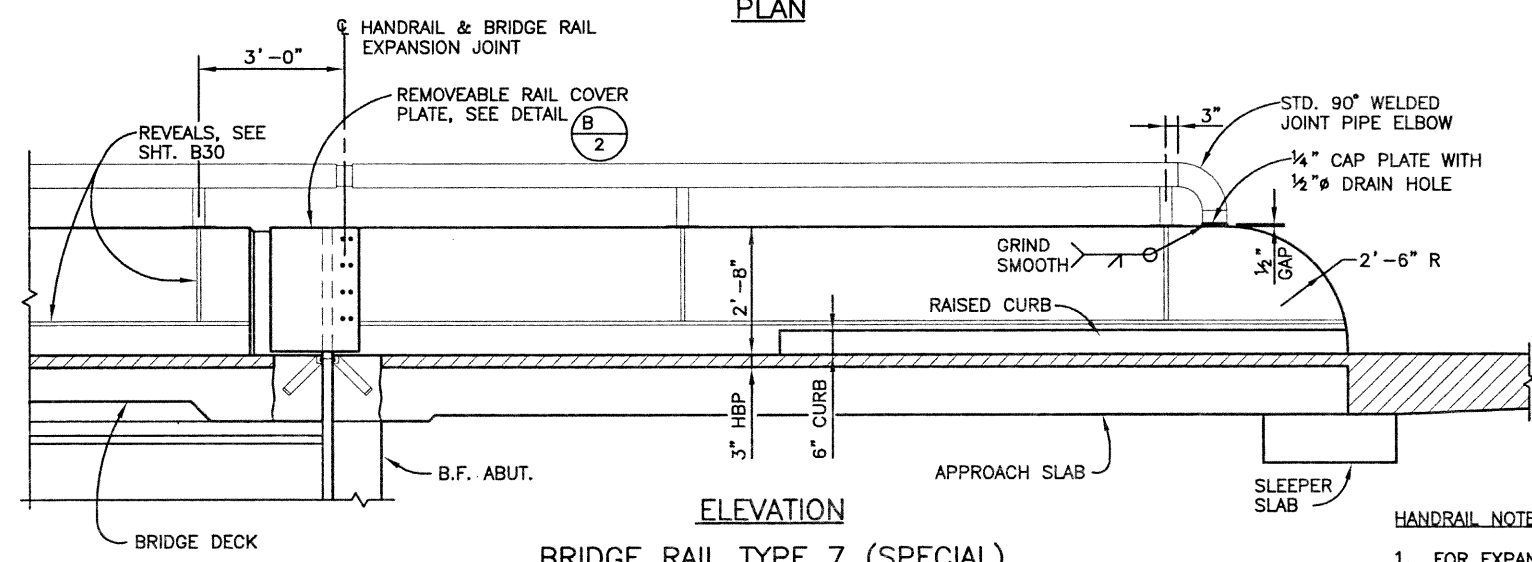 PLAN
℄ HANDRAIL & BRIDGE RAIL
EXPANSION JOINT
3'-0"
REMOVEABLE RAIL COVER
PLATE, SEE DETAIL
B
2
REVEALS, SEE
SHT. B30
3"
STD. 90° WELDED
JOINT PIPE ELBOW
¼" CAP PLATE WITH
½"ø DRAIN HOLE
GRIND
SMOOTH
½"
GAP
2'-6" R
2'-8"
RAISED CURB
3" HBP
6" CURB
B.F. ABUT.
APPROACH SLAB
SLEEPER
SLAB
BRIDGE DECK
ELEVATION
HANDRAIL NOTE
BRIDGE RAIL TYPE 7 (SPECIAL)
1. FOR EXPAN